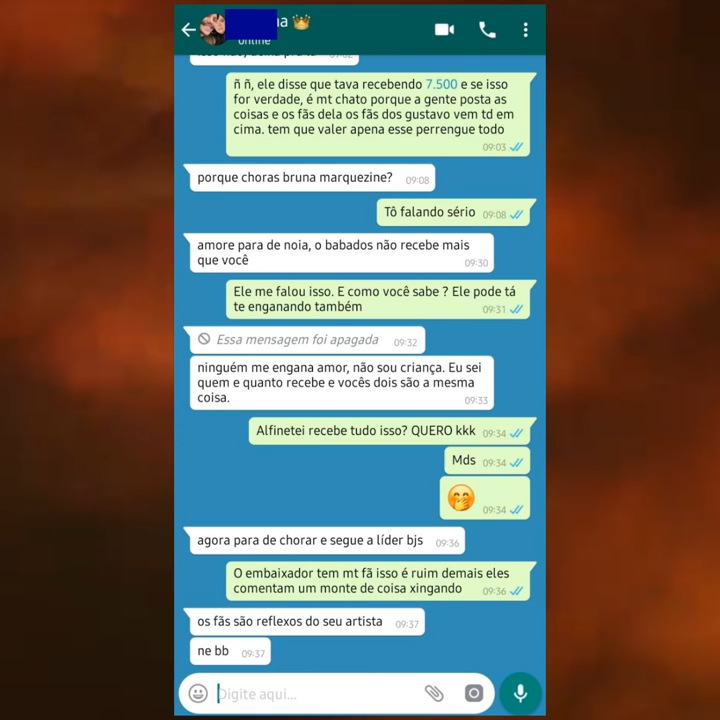 na 👑
online
09:02
ñ ñ, ele disse que tava recebendo 7.500 e se isso
for verdade, é mt chato porque a gente posta as
coisas e os fãs dela os fãs dos gustavo vem td em
cima. tem que valer apena esse perrengue todo
09:03
porque choras bruna marquezine? 09:08
Tô falando sério 09:08
amore para de noia, o babados não recebe mais
que você
09:30
Ele me falou isso. E como você sabe ? Ele pode tá
te enganando também
09:31
Essa mensagem foi apagada 09:32
ninguém me engana amor, não sou criança. Eu sei
quem e quanto recebe e vocês dois são a mesma
coisa.
09:33
Alfinetei recebe tudo isso? QUERO kkk 09:34
Mds 09:34
🤭 09:34
agora para de chorar e segue a líder bjs 09:36
O embaixador tem mt fã isso é ruim demais eles
comentam um monte de coisa xingando 09:36
os fãs são reflexos do seu artista 09:37
ne bb 09:37
Digite aqui...